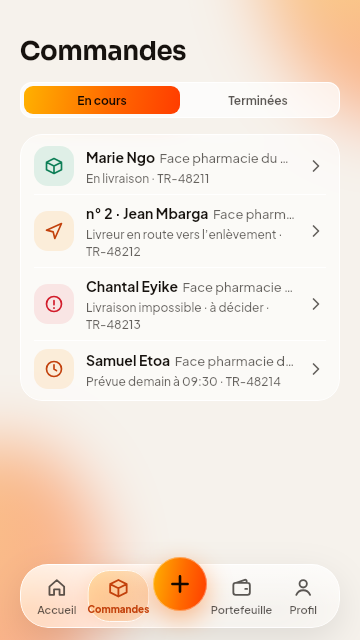 Commandes
En cours
Terminées
Marie Ngo Face pharmacie du ...
En livraison · TR-48211
n° 2 · Jean Mbarga Face pharm...
Livreur en route vers l'enlèvement ·
TR-48212
Chantal Eyike Face pharmacie ...
Livraison impossible · à décider ·
TR-48213
Samuel Etoa Face pharmacie d...
Prévue demain à 09:30 · TR-48214
Accueil
Commandes
Portefeuille
Profil